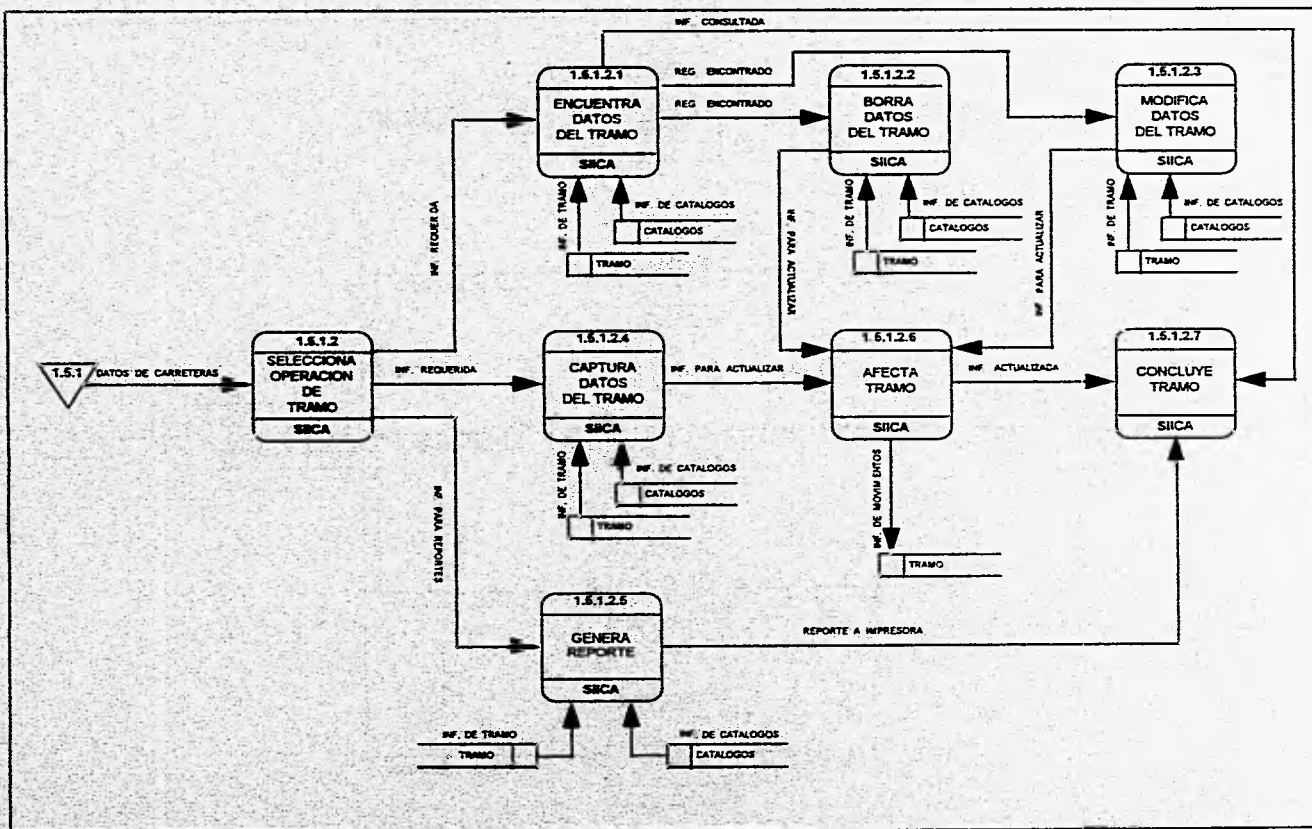 INF. CONSULTADA
1.5.1.2.1
ENCUENTRA
DATOS
DEL TRAMO
SIICA
REG ENCONTRADO
REG ENCONTRADO
1.5.1.2.2
BORRA
DATOS
DEL TRAMO
SIICA
1.5.1.2.3
MODIFICA
DATOS
DEL TRAMO
SIICA
INF. REQUERIDA
INF. DE TRAMO
INF. DE CATALOGOS
CATALOGOS
TRAMO
INF. PARA ACTUALIZAR
INF. DE TRAMO
INF. DE CATALOGOS
CATALOGOS
TRAMO
INF PARA ACTUALIZAR
INF. DE TRAMO
INF. DE CATALOGOS
CATALOGOS
TRAMO
1.5.1
DATOS DE CARRETERAS
1.5.1.2
SELECCIONA
OPERACION
DE
TRAMO
SIICA
INF. REQUERIDA
1.5.1.2.4
CAPTURA
DATOS
DEL TRAMO
SIICA
INF. PARA ACTUALIZAR
1.5.1.2.6
AFECTA
TRAMO
SIICA
INF. ACTUALIZADA
1.5.1.2.7
CONCLUYE
TRAMO
SIICA
INF. DE TRAMO
INF. DE CATALOGOS
CATALOGOS
TRAMO
INF. DE MOVIMIENTOS
TRAMO
INF. PARA REPORTES
1.5.1.2.5
GENERA
REPORTE
SIICA
REPORTE A IMPRESORA
INF. DE TRAMO
TRAMO
INF. DE CATALOGOS
CATALOGOS